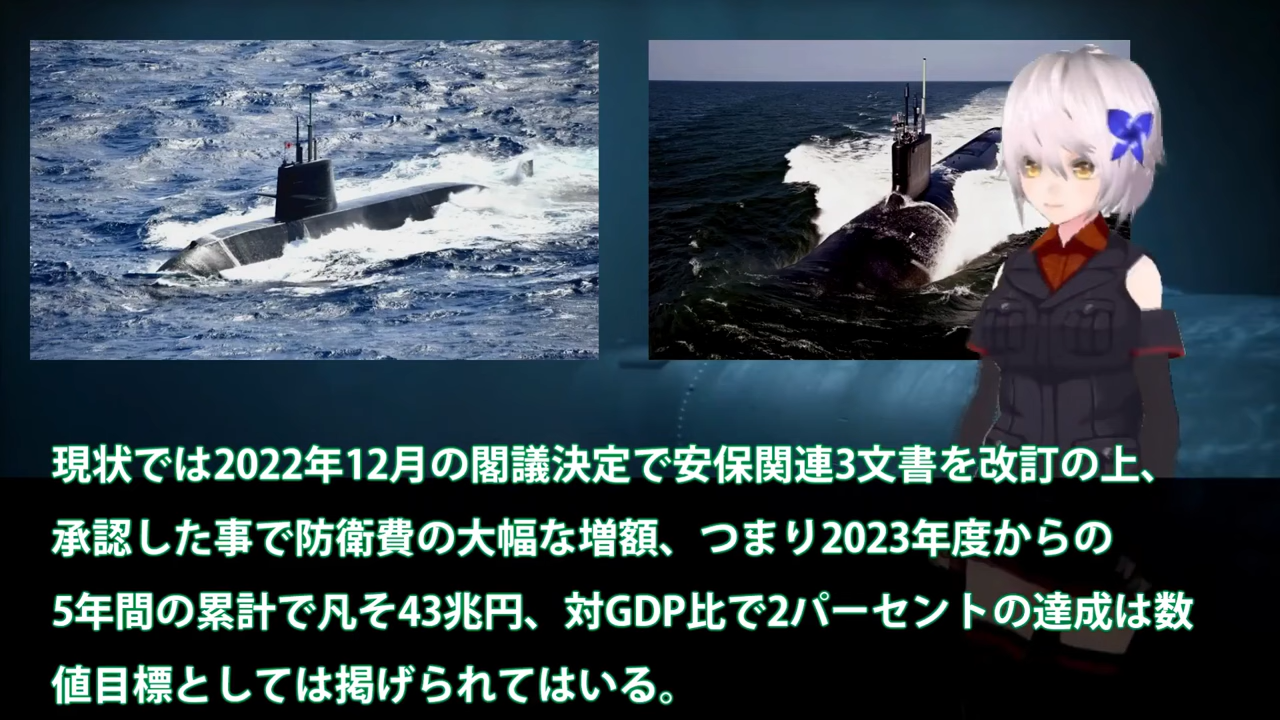 現状では2022年12月の閣議決定で安保関連3文書を改訂の上、
承認した事で防衛費の大幅な増額、つまり2023年度からの
5年間の累計で凡そ43兆円、対GDP比で2パーセントの達成は数
値目標としては掲げられてはいる。